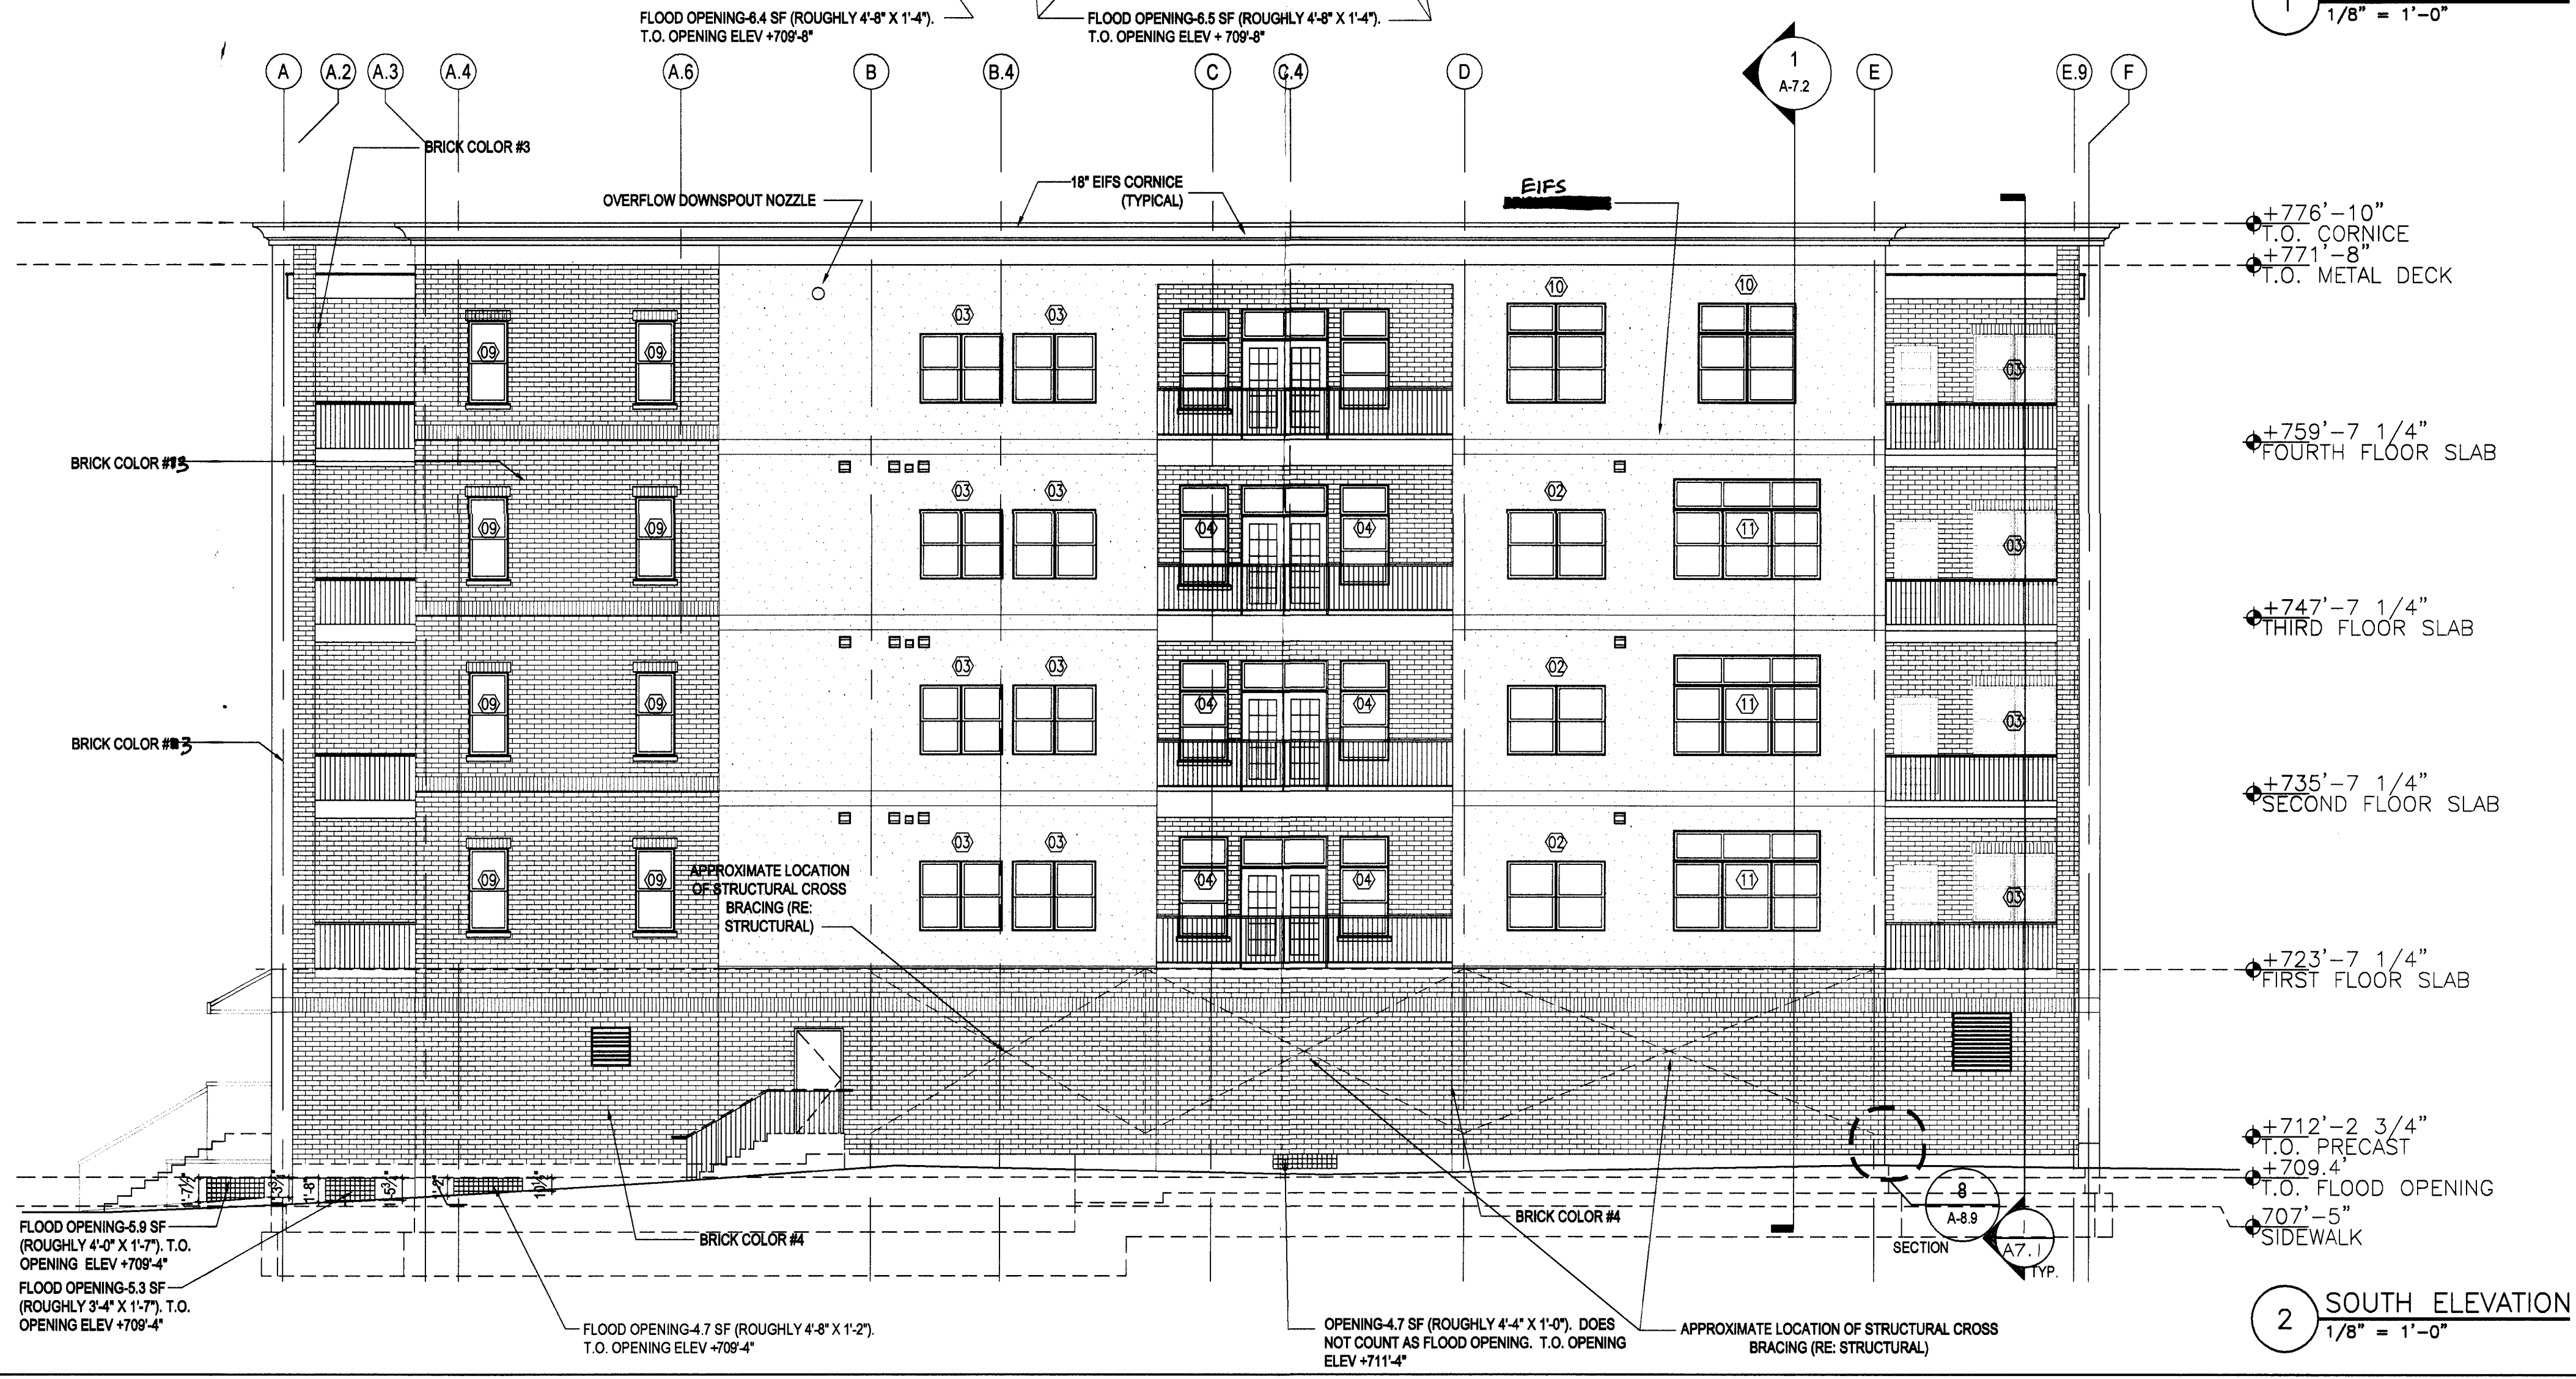 FLOOD OPENING-6.4 SF (ROUGHLY 4'-8" X 1'-4").
T.O. OPENING ELEV +709'-8"
FLOOD OPENING-6.5 SF (ROUGHLY 4'-8" X 1'-4").
T.O. OPENING ELEV + 709'-8"
1
1/8" = 1'-0"
A A.2 A.3 A.4 A.6 B B.4 C C.4 D E E.9 F
1
A-7.2
BRICK COLOR #3
OVERFLOW DOWNSPOUT NOZZLE
18" EIFS CORNICE
(TYPICAL)
EIFS
+776'-10"
T.O. CORNICE
+771'-8"
T.O. METAL DECK
10 10
03 03
09 09 03
+759'-7 1/4"
FOURTH FLOOR SLAB
BRICK COLOR #3
03 03 02
09 09 04 04 11 03
+747'-7 1/4"
THIRD FLOOR SLAB
03 03 02
09 09 04 04 11 03
BRICK COLOR #3
+735'-7 1/4"
SECOND FLOOR SLAB
03 03 02
09 09 04 04 11 03
APPROXIMATE LOCATION
OF STRUCTURAL CROSS
BRACING (RE:
STRUCTURAL)
+723'-7 1/4"
FIRST FLOOR SLAB
+712'-2 3/4"
T.O. PRECAST
+709.4'
T.O. FLOOD OPENING
707'-5"
SIDEWALK
1'-7½" 1'-8" 1'-2" 10½"
FLOOD OPENING-5.9 SF
(ROUGHLY 4'-0" X 1'-7"). T.O.
OPENING ELEV +709'-4"
FLOOD OPENING-5.3 SF
(ROUGHLY 3'-4" X 1'-7"). T.O.
OPENING ELEV +709'-4"
BRICK COLOR #4
FLOOD OPENING-4.7 SF (ROUGHLY 4'-8" X 1'-2").
T.O. OPENING ELEV +709'-4"
OPENING-4.7 SF (ROUGHLY 4'-4" X 1'-0"). DOES
NOT COUNT AS FLOOD OPENING. T.O. OPENING
ELEV +711'-4"
BRICK COLOR #4
APPROXIMATE LOCATION OF STRUCTURAL CROSS
BRACING (RE: STRUCTURAL)
8
A-8.9
SECTION
1
A7.1
TYP.
2
SOUTH ELEVATION
1/8" = 1'-0"